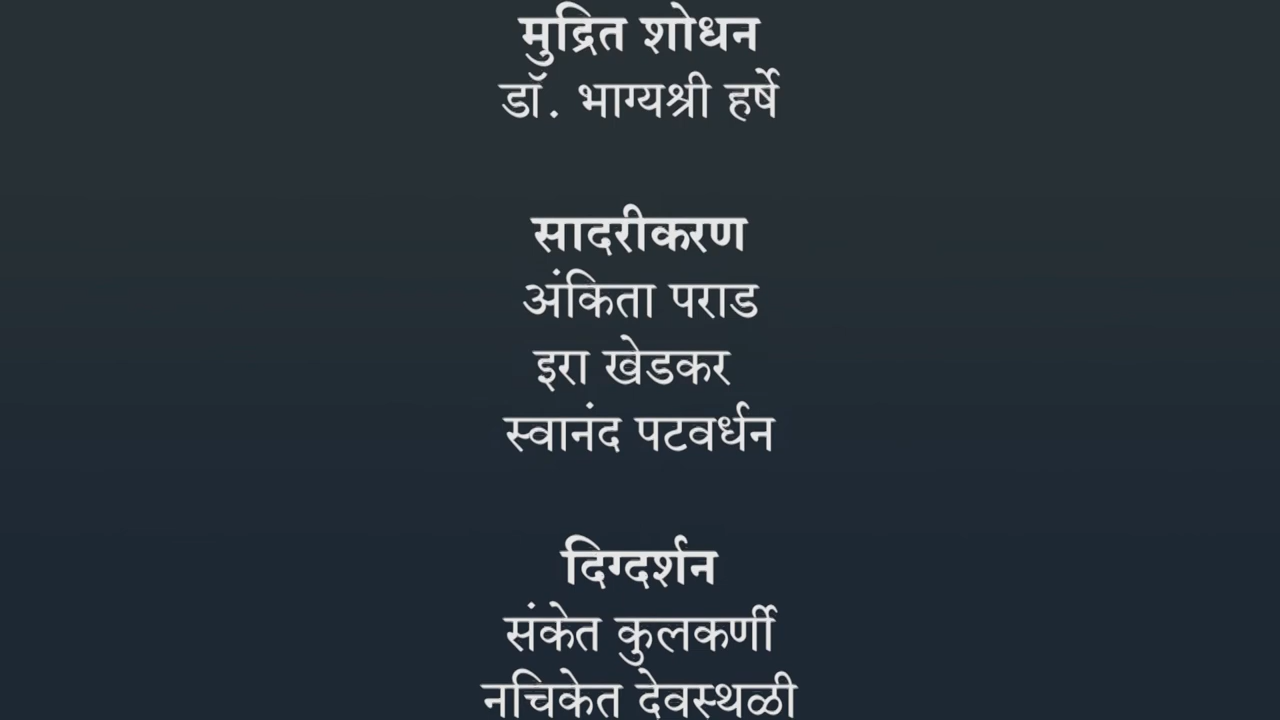 मुद्रित शोधन
डॉ. भाग्यश्री हर्षे
सादरीकरण
अंकिता पराड
इरा खेडकर
स्वानंद पटवर्धन
दिग्दर्शन
संकेत कुलकर्णी
नचिकेत देवस्थळी